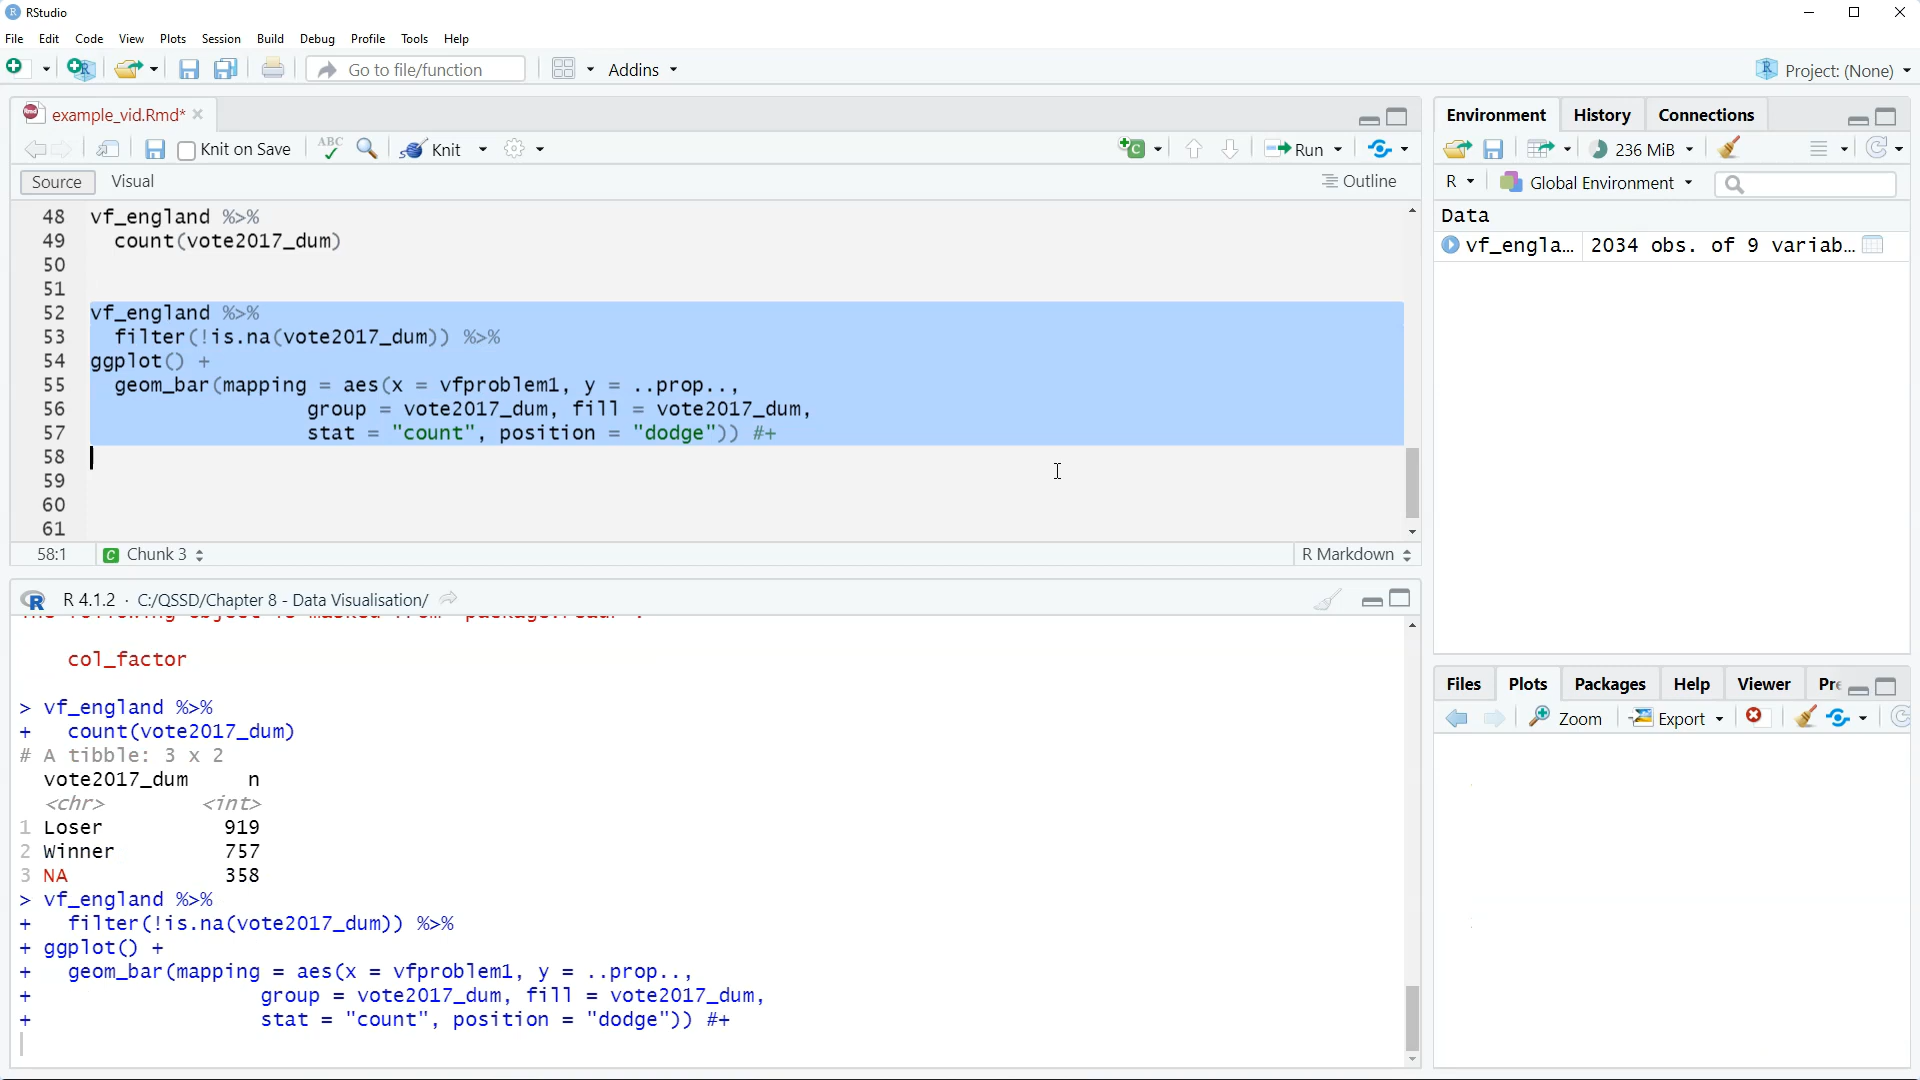 RStudio
File Edit Code View Plots Session Build Debug Profile Tools Help
Go to file/function Addins Project: (None)
example_vid.Rmd*
Knit on Save ABC Knit Run
Source Visual Outline
48 vf_england %>%
49 count(vote2017_dum)
50
51
52 vf_england %>%
53 filter(!is.na(vote2017_dum)) %>%
54 ggplot() +
55 geom_bar(mapping = aes(x = vfproblem1, y = ..prop..,
56 group = vote2017_dum, fill = vote2017_dum,
57 stat = "count", position = "dodge")) #+
58
59
60
61
58:1 Chunk 3 R Markdown
R 4.1.2 · C:/QSSD/Chapter 8 - Data Visualisation/
col_factor
> vf_england %>%
+ count(vote2017_dum)
# A tibble: 3 x 2
vote2017_dum n
<chr> <int>
1 Loser 919
2 Winner 757
3 NA 358
> vf_england %>%
+ filter(!is.na(vote2017_dum)) %>%
+ ggplot() +
+ geom_bar(mapping = aes(x = vfproblem1, y = ..prop..,
+ group = vote2017_dum, fill = vote2017_dum,
+ stat = "count", position = "dodge")) #+
Environment History Connections
236 MiB
R Global Environment
Data
vf_engla… 2034 obs. of 9 variab…
Files Plots Packages Help Viewer Pre
Zoom Export